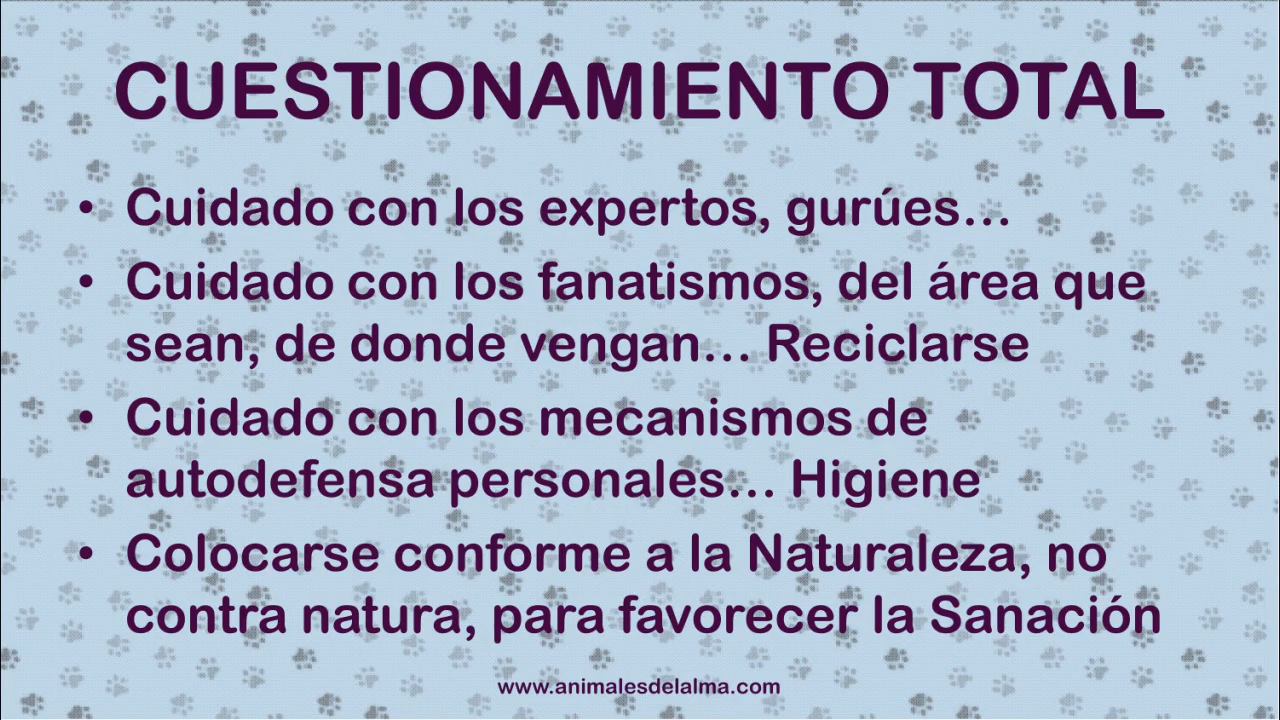 CUESTIONAMIENTO TOTAL
• Cuidado con los expertos, gurúes...
• Cuidado con los fanatismos, del área que
sean, de donde vengan... Reciclarse
• Cuidado con los mecanismos de
autodefensa personales... Higiene
• Colocarse conforme a la Naturaleza, no
contra natura, para favorecer la Sanación
www.animalesdelalma.com